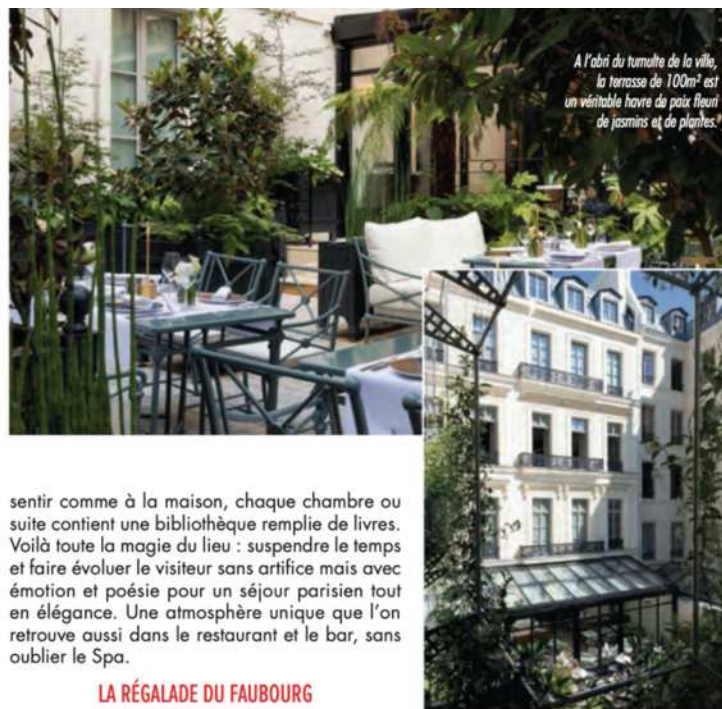 A l'abri du tumulte de la ville,
la terrasse de 100m² est
un véritable havre de paix fleuri
de jasmins et de plantes.
sentir comme à la maison, chaque chambre ou
suite contient une bibliothèque remplie de livres.
Voilà toute la magie du lieu : suspendre le temps
et faire évoluer le visiteur sans artifice mais avec
émotion et poésie pour un séjour parisien tout
en élégance. Une atmosphère unique que l'on
retrouve aussi dans le restaurant et le bar, sans
oublier le Spa.
LA RÉGALADE DU FAUBOURG